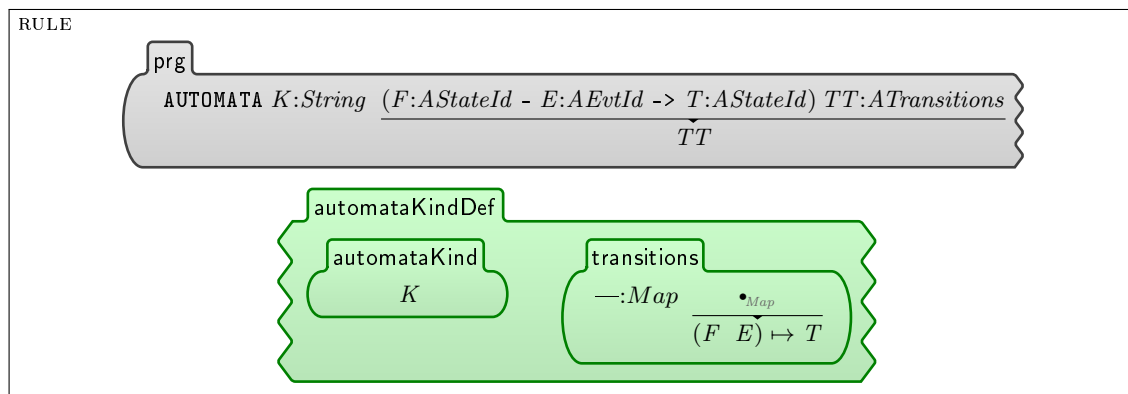 RULE
prg
AUTOMATA K:String (F:AStateId - E:AEvtId -> T:AStateId) TT:ATransitions
TT
automataKindDef
automataKind
K
transitions
—:Map •Map
(F E) ↦ T